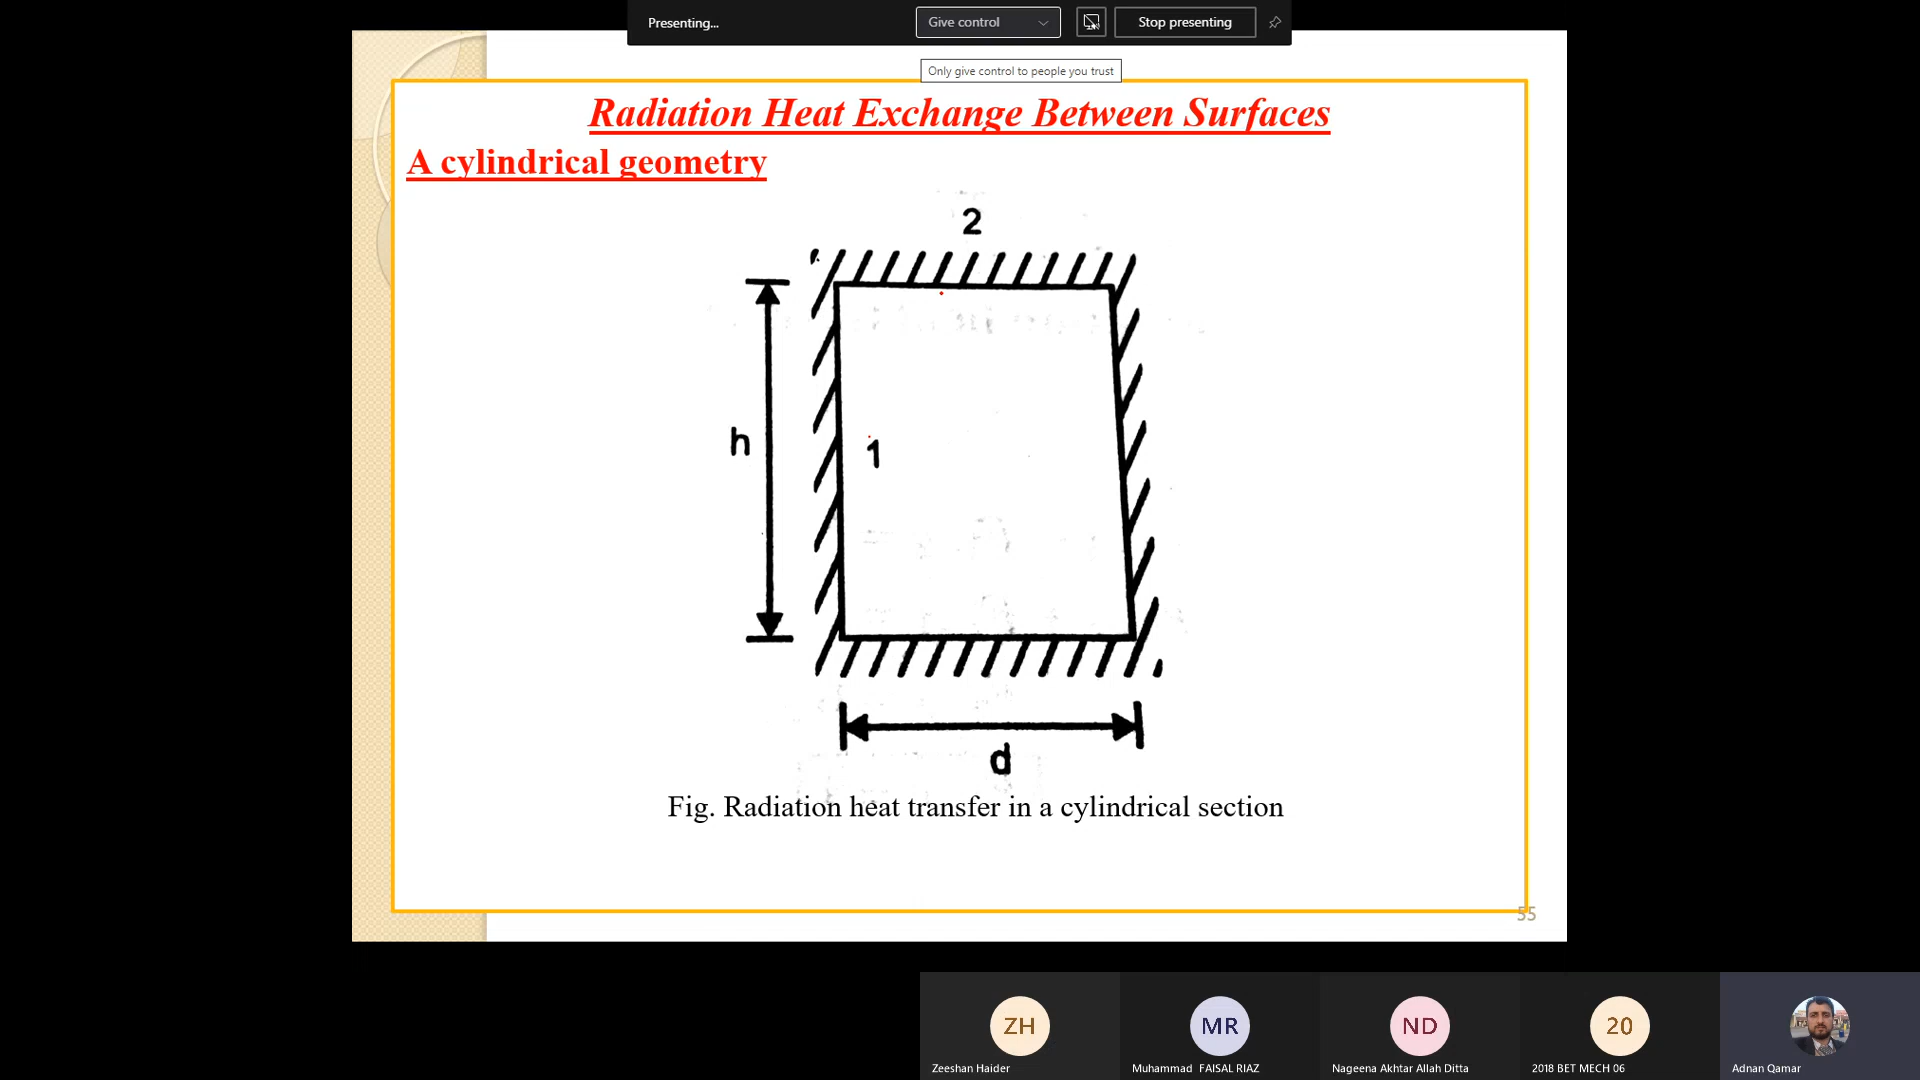 Presenting...
Give control
Stop presenting
Only give control to people you trust
Radiation Heat Exchange Between Surfaces
A cylindrical geometry
2
h
1
d
Fig. Radiation heat transfer in a cylindrical section
55
ZH
MR
ND
20
Zeeshan Haider
Muhammad FAISAL RIAZ
Nageena Akhtar Allah Ditta
2018 BET MECH 06
Adnan Qamar